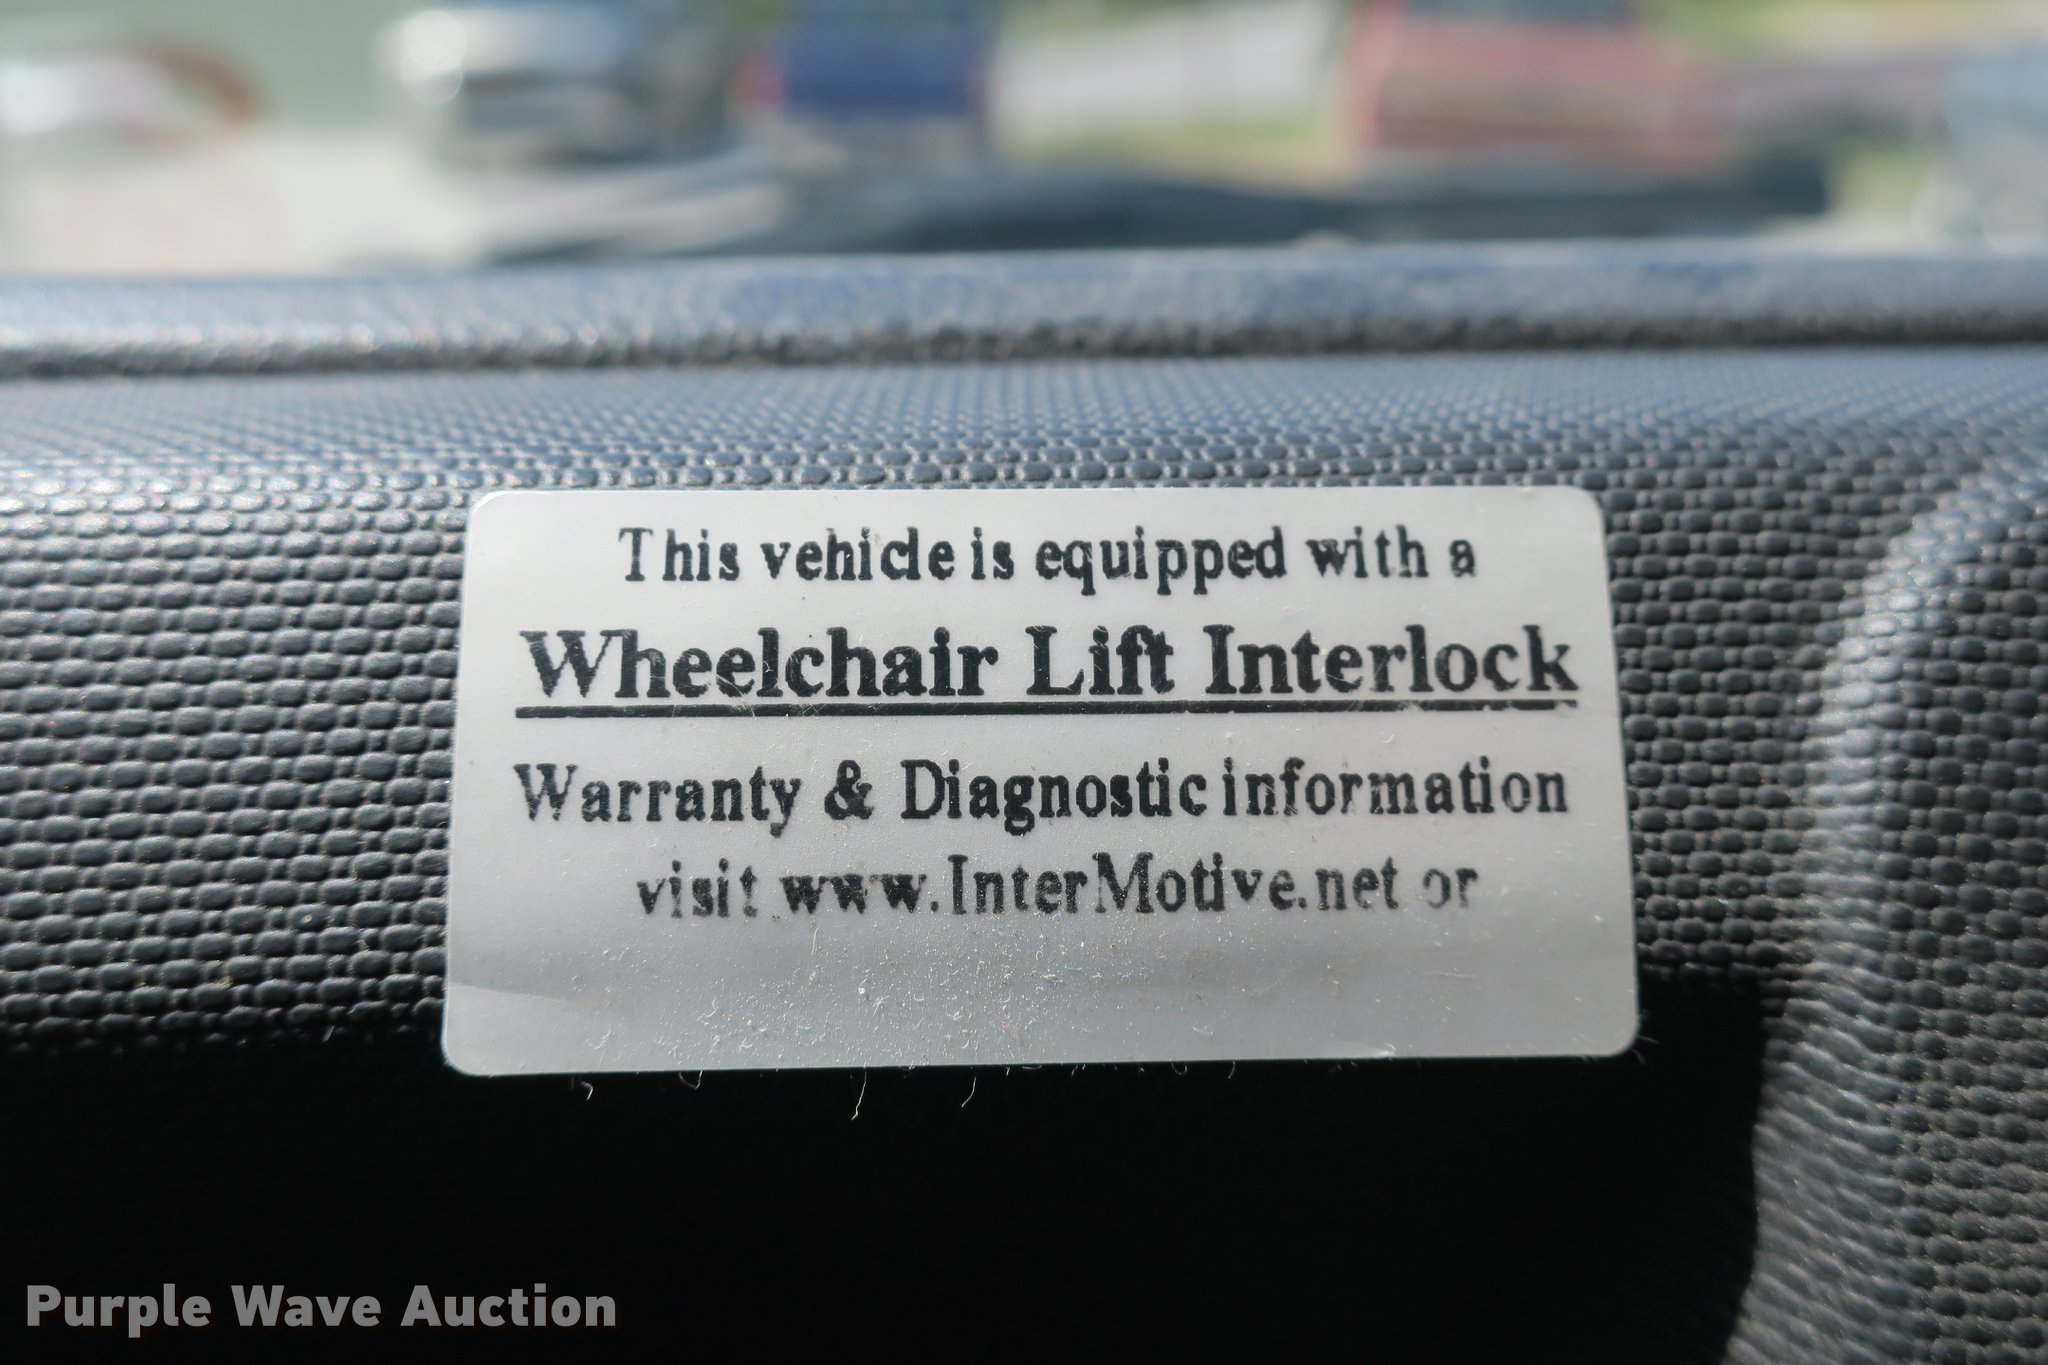 This vehicle is equipped with a
Wheelchair Lift Interlock
Warranty & Diagnostic information
visit www.InterMotive.net or
Purple Wave Auction